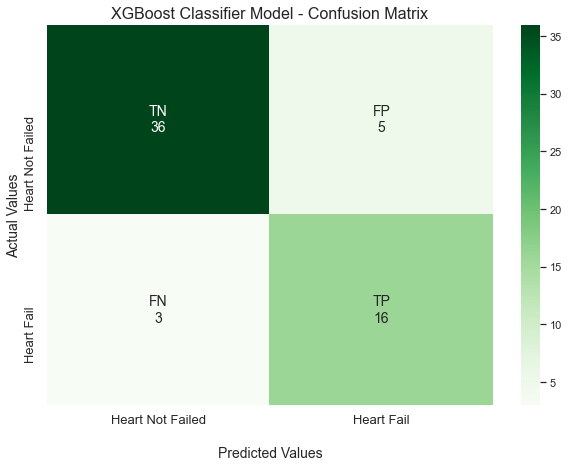 XGBoost Classifier Model - Confusion Matrix
Actual Values
Heart Not Failed
Heart Fail
TN
36
FP
5
FN
3
TP
16
Heart Not Failed
Heart Fail
Predicted Values
35
30
25
20
15
10
5